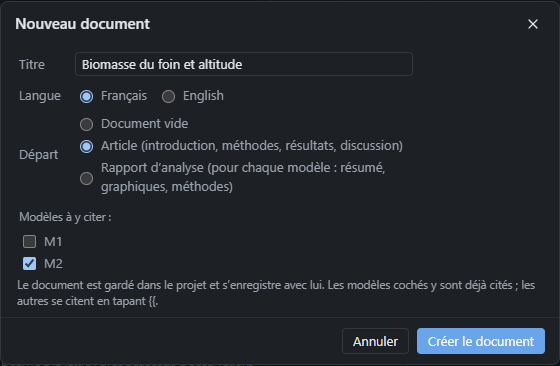 Nouveau document
Titre
Biomasse du foin et altitude
Langue
Français
English
Document vide
Départ
Article (introduction, méthodes, résultats, discussion)
Rapport d'analyse (pour chaque modèle : résumé,
graphiques, méthodes)
Modèles à y citer :
M1
M2
Le document est gardé dans le projet et s'enregistre avec lui. Les modèles cochés y sont déjà cités ; les
autres se citent en tapant {{.
Annuler
Créer le document